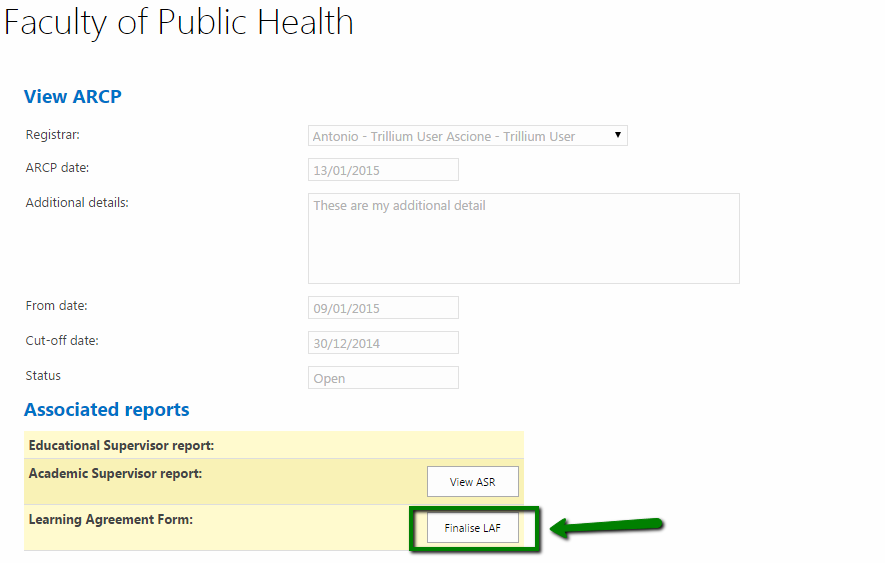 Faculty of Public Health
View ARCP
Registrar:
Antonio - Trillium User Ascione - Trillium User
ARCP date:
13/01/2015
Additional details:
These are my additional detail
From date:
09/01/2015
Cut-off date:
30/12/2014
Status
Open
Associated reports
Educational Supervisor report:
Academic Supervisor report:
View ASR
Learning Agreement Form:
Finalise LAF